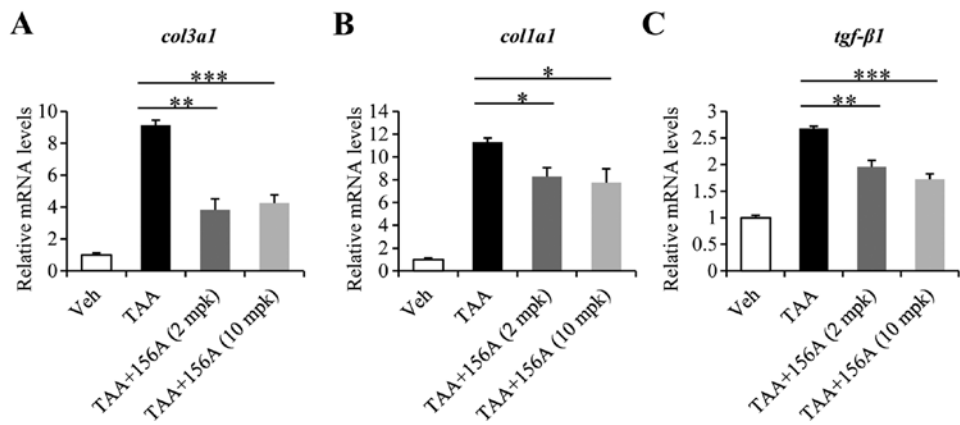 A
col3a1
***
**
Relative mRNA levels
10
8
6
4
2
0
Veh
TAA
TAA+156A (2 mpk)
TAA+156A (10 mpk)
B
col1a1
*
*
Relative mRNA levels
14
12
10
8
6
4
2
0
Veh
TAA
TAA+156A (2 mpk)
TAA+156A (10 mpk)
C
tgf-β1
***
**
Relative mRNA levels
3
2.5
2
1.5
1
0.5
0
Veh
TAA
TAA+156A (2 mpk)
TAA+156A (10 mpk)